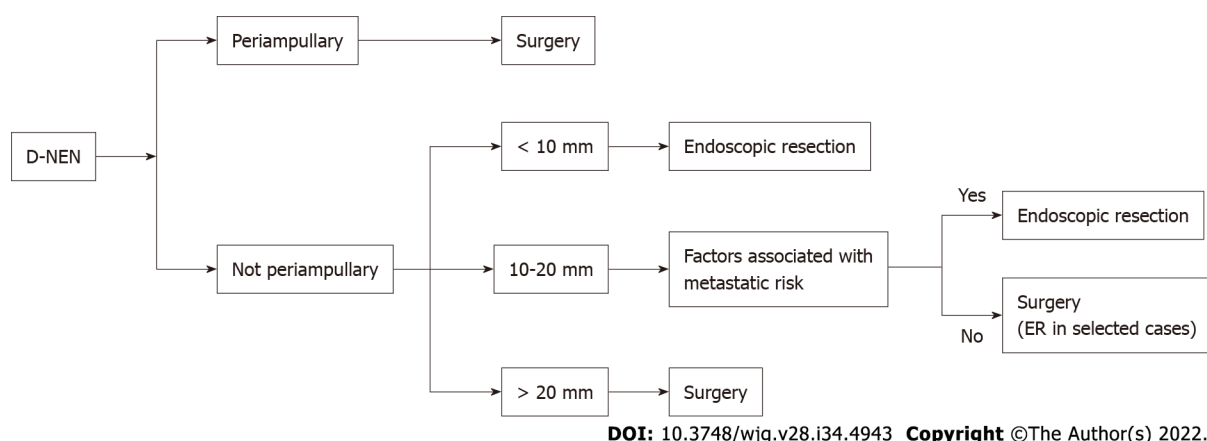 Periampullary
Surgery
D-NEN
< 10 mm
Endoscopic resection
Not periampullary
10-20 mm
Factors associated with
metastatic risk
Yes
Endoscopic resection
No
Surgery
(ER in selected cases)
> 20 mm
Surgery
DOI: 10.3748/wjg.v28.i34.4943 Copyright ©The Author(s) 2022.